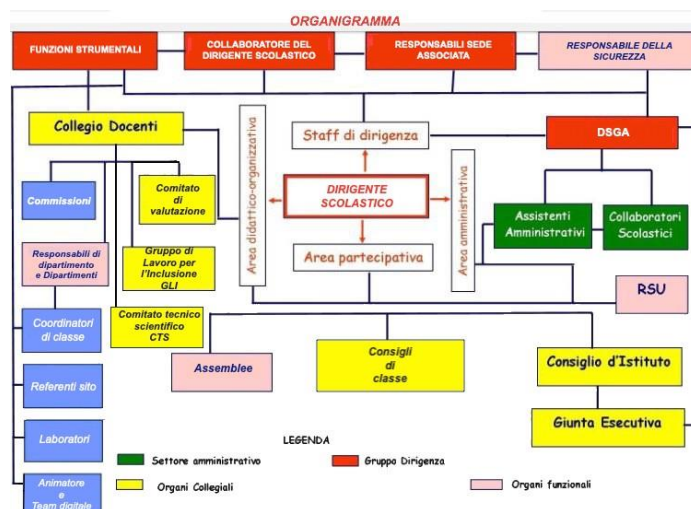 ORGANIGRAMMA
FUNZIONI STRUMENTALI
COLLABORATORE DEL
DIRIGENTE SCOLASTICO
RESPONSABILI SEDE
ASSOCIATA
RESPONSABILE DELLA
SICUREZZA
Collegio Docenti
Staff di dirigenza
DSGA
Area didattico-organizzativa
DIRIGENTE
SCOLASTICO
Area amministrativa
Commissioni
Comitato
di
valutazione
Assistenti
Amministrativi
Collaboratori
Scolastici
Responsabili di
dipartimento
e Dipartimenti
Gruppo di
Lavoro per
l'Inclusione
GLI
Area partecipativa
RSU
Coordinatori
di classe
Comitato tecnico
scientifico
CTS
Assemblee
Consigli
di
classe
Consiglio d'Istituto
Referenti sito
Giunta Esecutiva
Laboratori
LEGENDA
Settore amministrativo
Gruppo Dirigenza
Organi Collegiali
Organi funzionali
Animatore
e
Team digitale